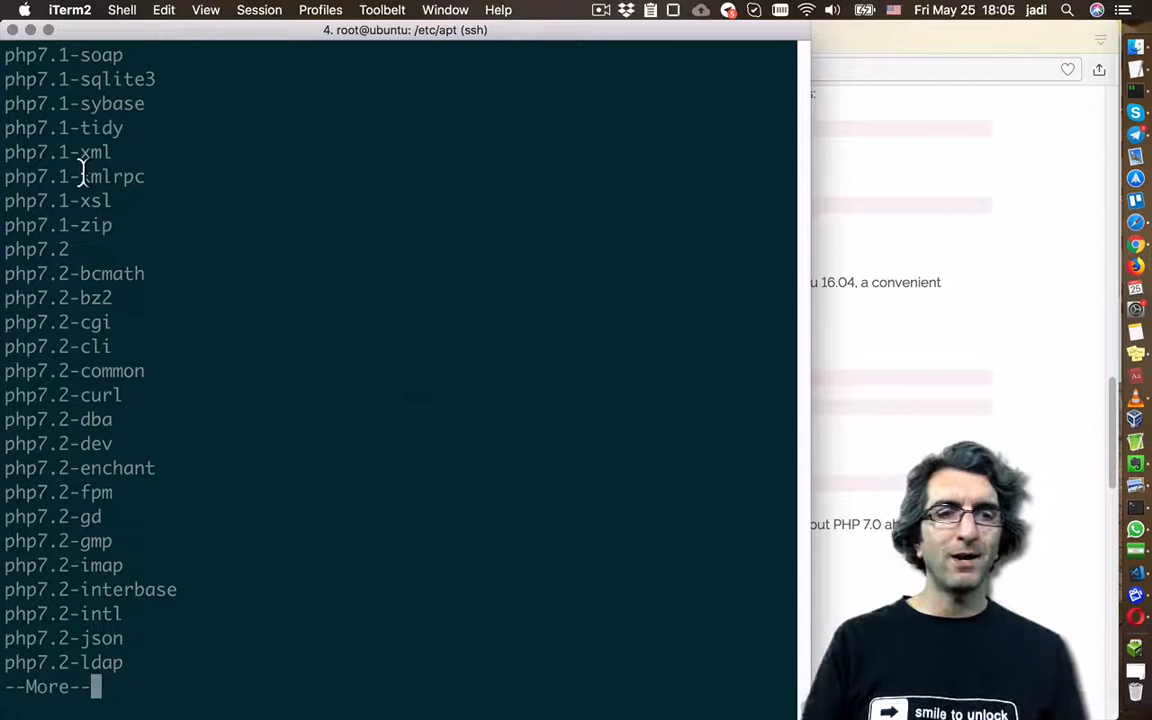 iTerm2 Shell Edit View Session Profiles Toolbelt Window Help Fri May 25 18:05 jadi
4. root@ubuntu: /etc/apt (ssh)
php7.1-soap
php7.1-sqlite3
php7.1-sybase
php7.1-tidy
php7.1-xml
php7.1-xmlrpc
php7.1-xsl
php7.1-zip
php7.2
php7.2-bcmath
php7.2-bz2
php7.2-cgi
php7.2-cli
php7.2-common
php7.2-curl
php7.2-dba
php7.2-dev
php7.2-enchant
php7.2-fpm
php7.2-gd
php7.2-gmp
php7.2-imap
php7.2-interbase
php7.2-intl
php7.2-json
php7.2-ldap
--More--
u 16.04, a convenient
out PHP 7.0 a
smile to unlock